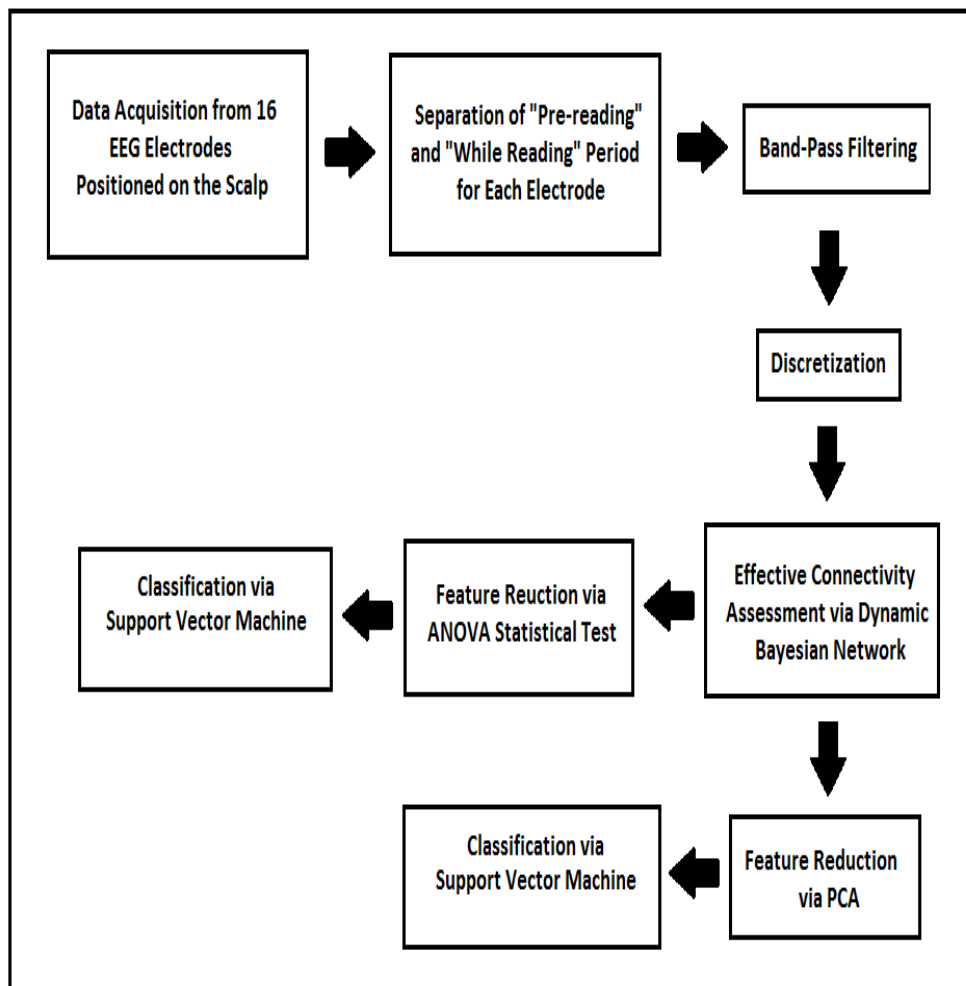 Data Acquisition from 16
EEG Electrodes
Positioned on the Scalp
Separation of "Pre-reading"
and "While Reading" Period
for Each Electrode
Band-Pass Filtering
Discretization
Effective Connectivity
Assessment via Dynamic
Bayesian Network
Feature Reuction via
ANOVA Statistical Test
Classification via
Support Vector Machine
Feature Reduction
via PCA
Classification via
Support Vector Machine